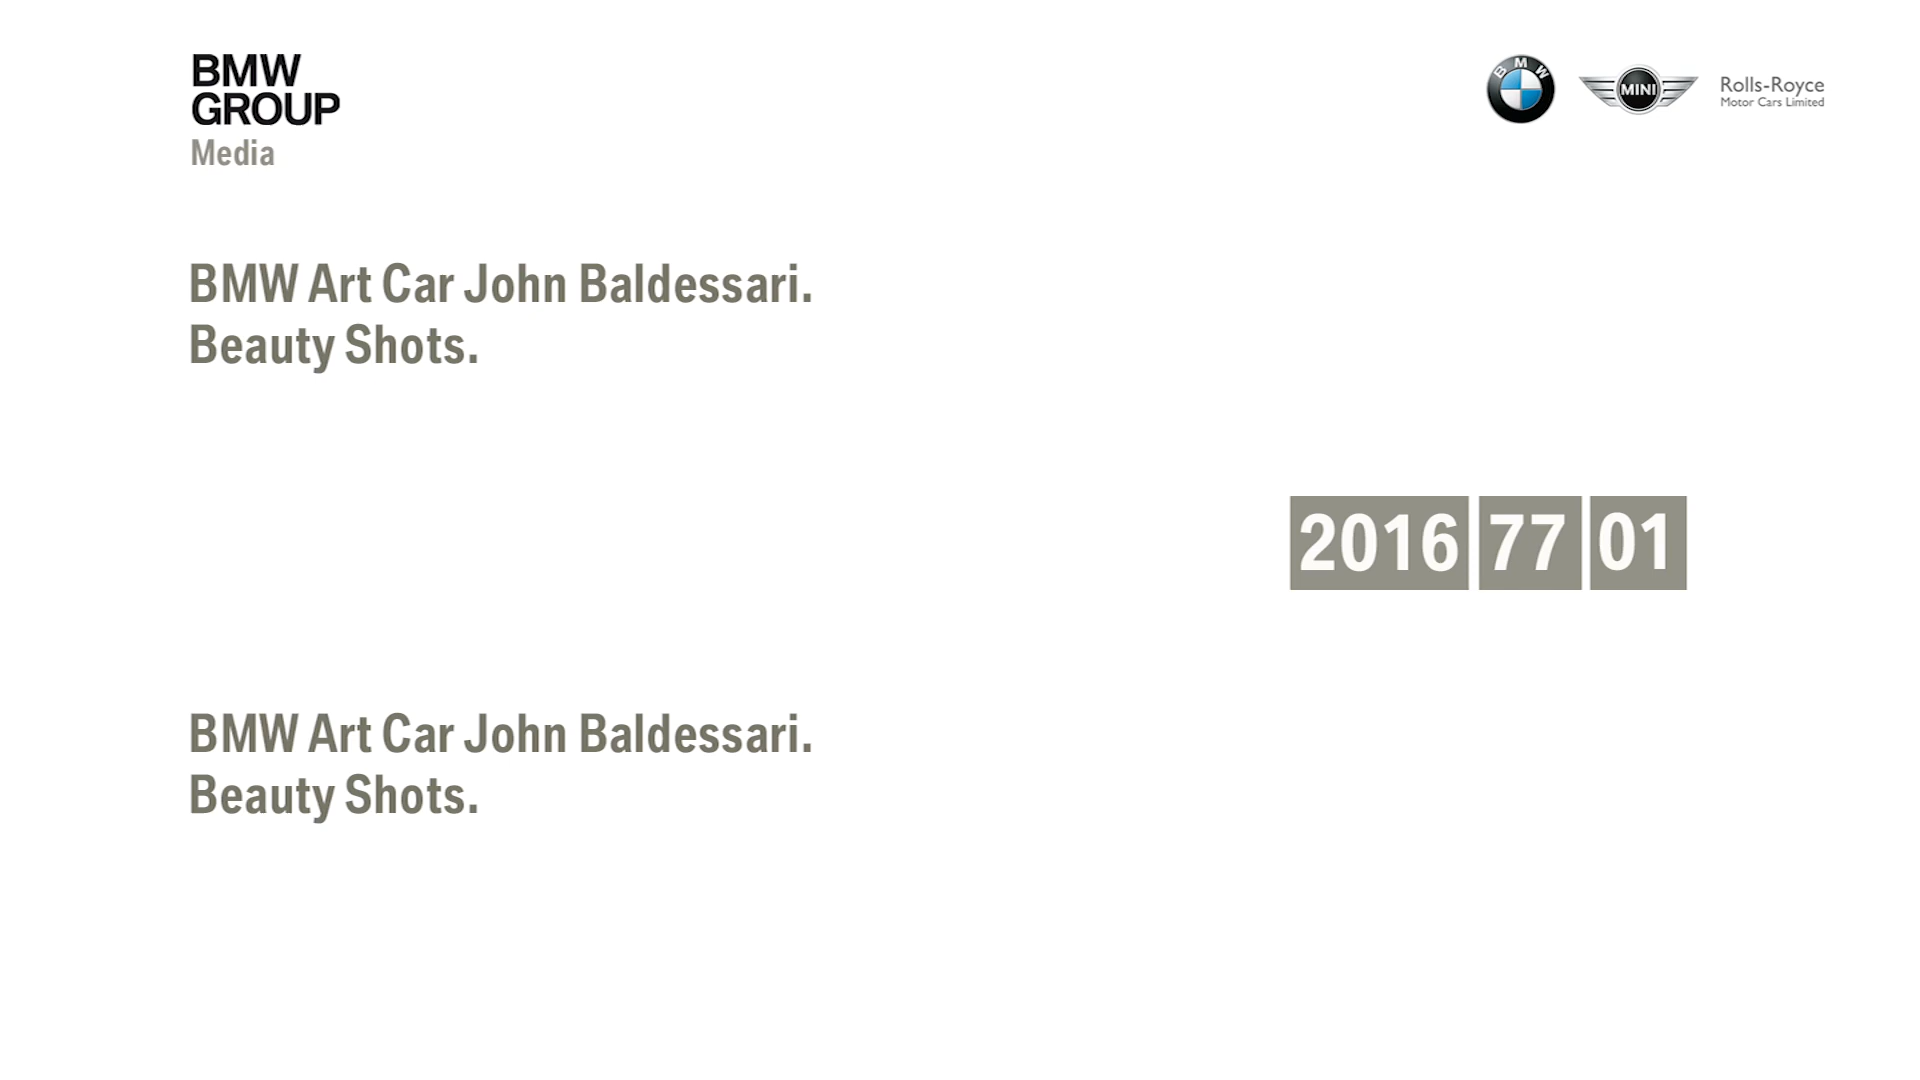 BMW
GROUP
Media
BMW
MINI
Rolls-Royce
Motor Cars Limited
BMW Art Car John Baldessari.
Beauty Shots.
2016 77 01
BMW Art Car John Baldessari.
Beauty Shots.